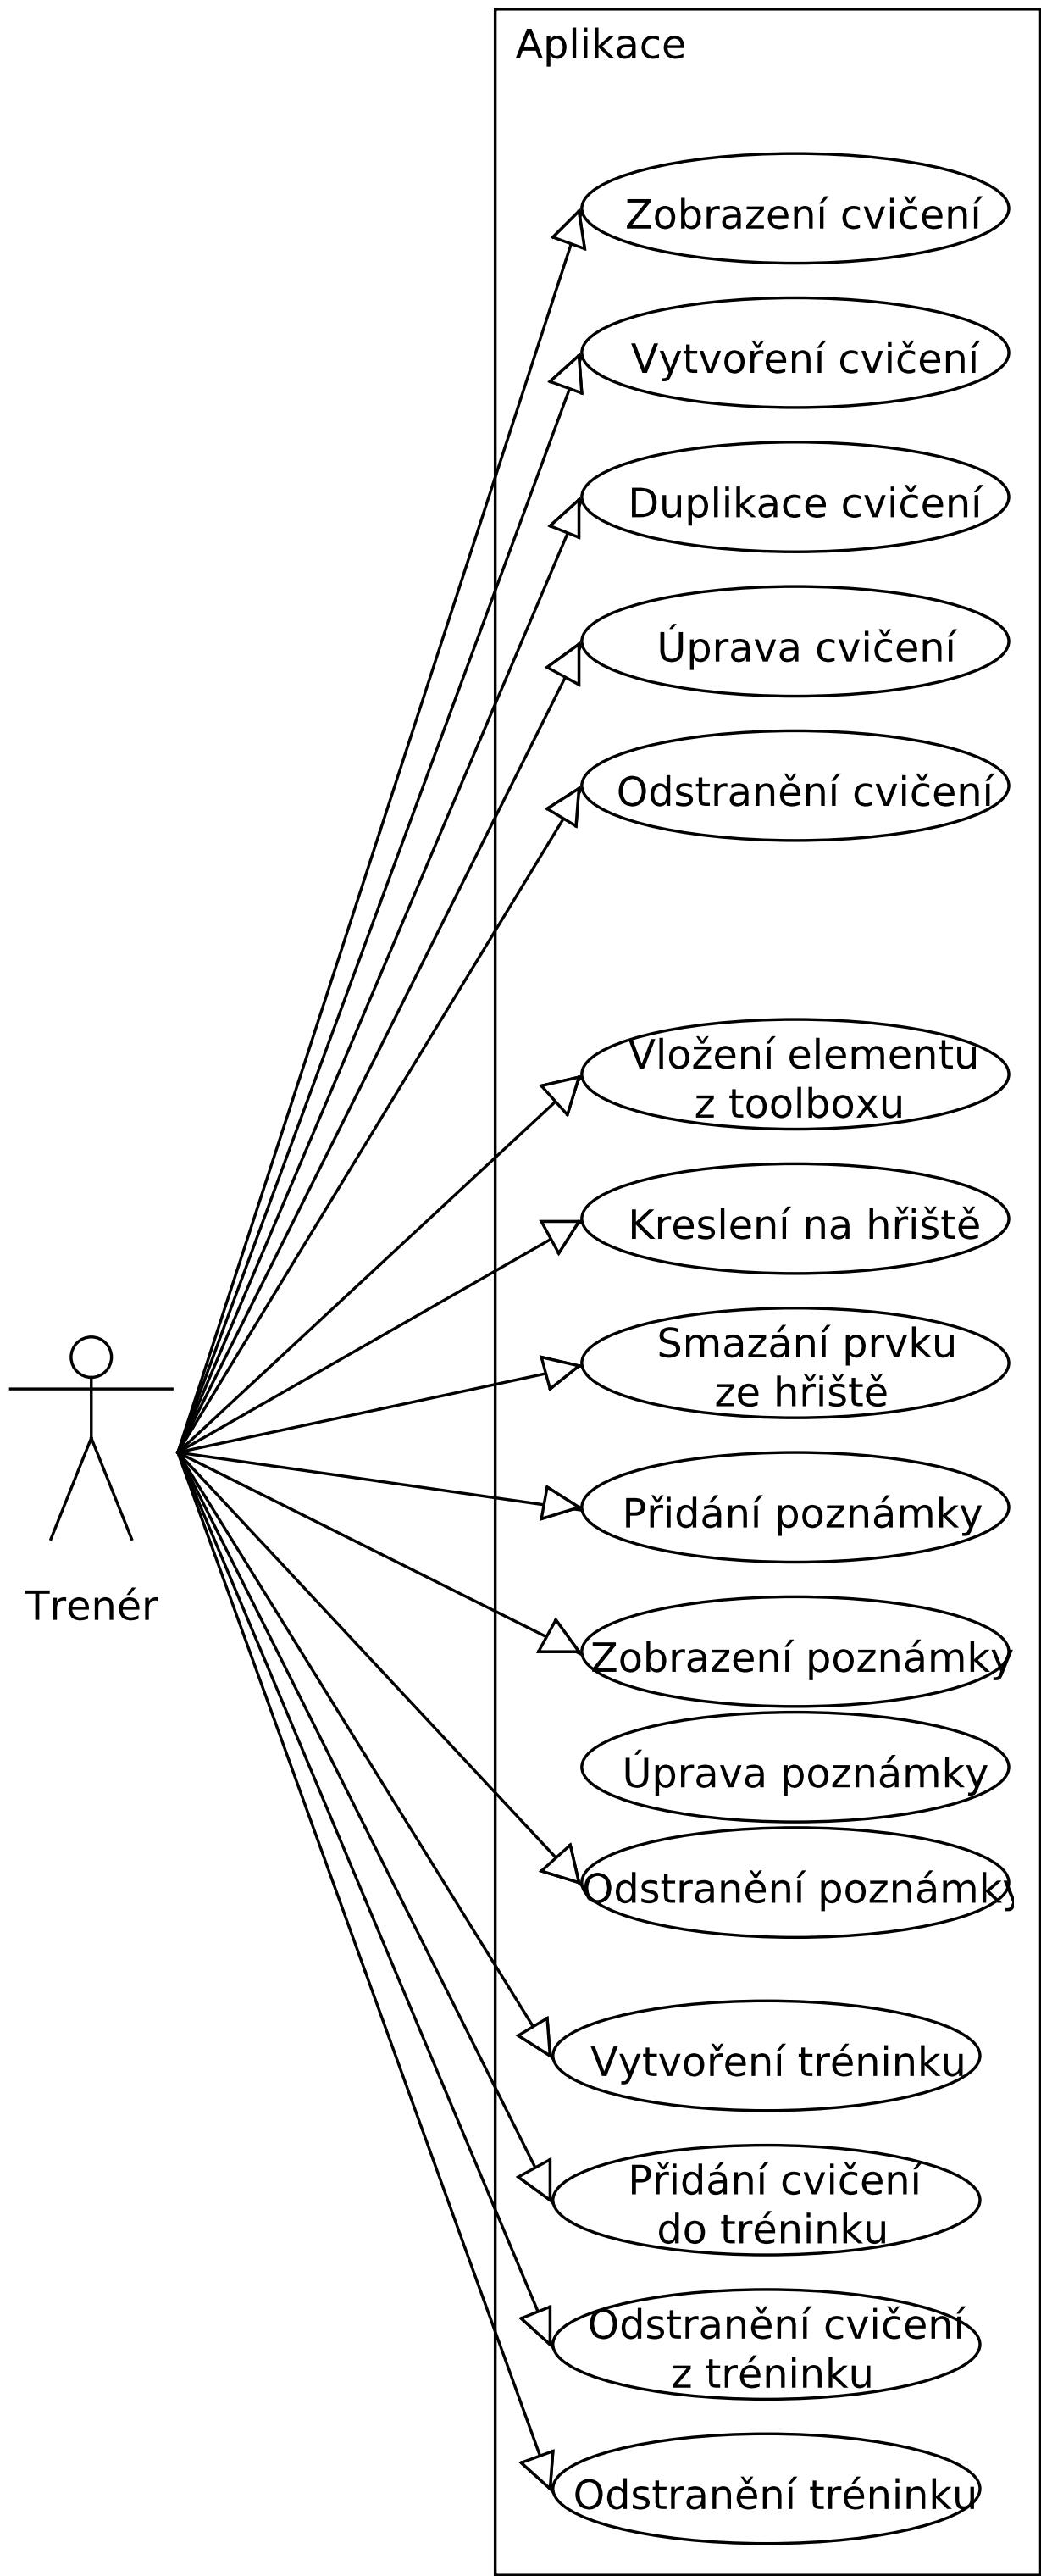 Aplikace
Zobrazení cvičení
Vytvoření cvičení
Duplikace cvičení
Úprava cvičení
Odstranění cvičení
Vložení elementu
z toolboxu
Kreslení na hřiště
Smazání prvku
ze hřiště
Přidání poznámky
Trenér
Zobrazení poznámky
Úprava poznámky
Odstranění poznámky
Vytvoření tréninku
Přidání cvičení
do tréninku
Odstranění cvičení
z tréninku
Odstranění tréninku